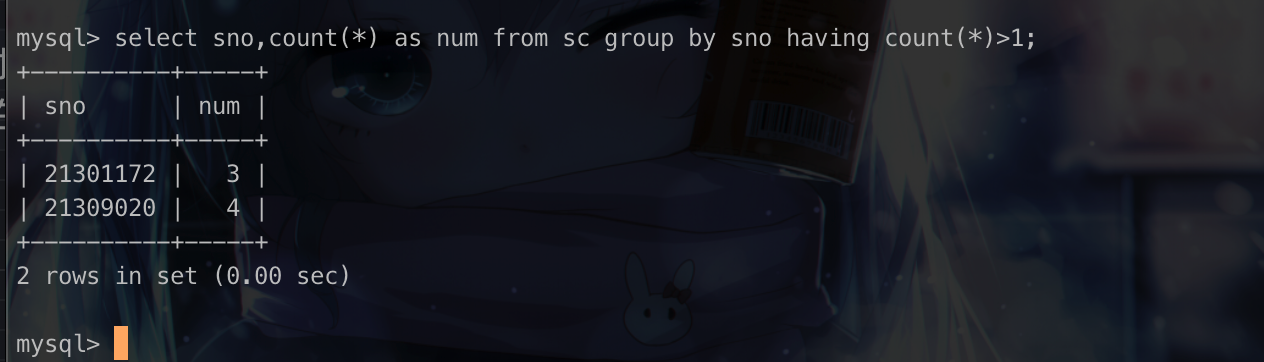 mysql> select sno,count(*) as num from sc group by sno having count(*)>1;
+----------+-----+
| sno      | num |
+----------+-----+
| 21301172 |   3 |
| 21309020 |   4 |
+----------+-----+
2 rows in set (0.00 sec)
mysql>